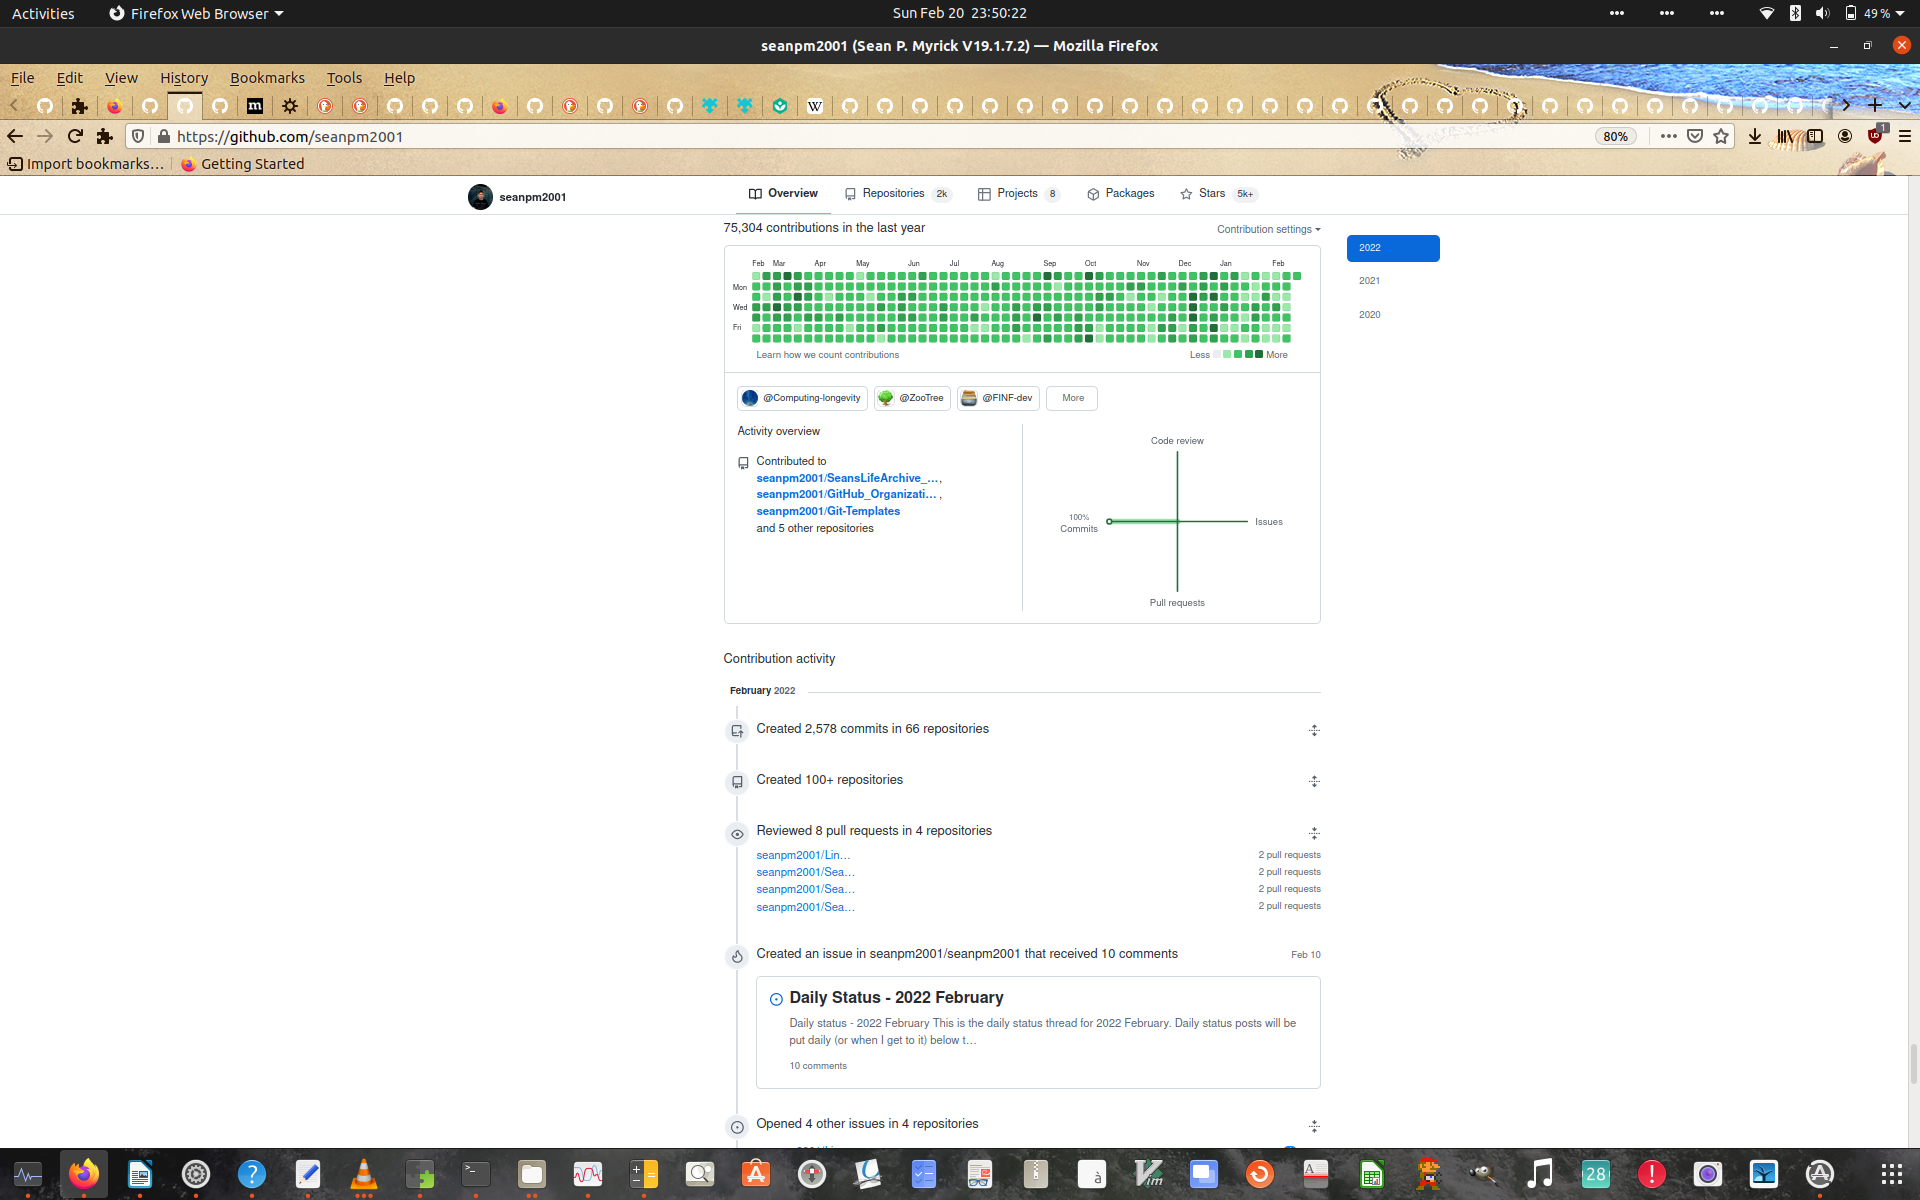 Activities
Firefox Web Browser
Sun Feb 20 23:50:22
49 %
seanpm2001 (Sean P. Myrick V19.1.7.2) — Mozilla Firefox
File Edit View History Bookmarks Tools Help
m
W
https://github.com/seanpm2001
80%
1
Import bookmarks…
Getting Started
seanpm2001
Overview
Repositories 2k
Projects 8
Packages
Stars 5k+
75,304 contributions in the last year
Contribution settings
2022
2021
2020
Feb Mar Apr May Jun Jul Aug Sep Oct Nov Dec Jan Feb
Mon
Wed
Fri
Learn how we count contributions
Less More
@Computing-longevity
@ZooTree
@FINF-dev
More
Activity overview
Contributed to
seanpm2001/SeansLifeArchive_…,
seanpm2001/GitHub_Organizati… ,
seanpm2001/Git-Templates
and 5 other repositories
Code review
100%
Commits
Issues
Pull requests
Contribution activity
February 2022
Created 2,578 commits in 66 repositories
Created 100+ repositories
Reviewed 8 pull requests in 4 repositories
seanpm2001/Lin… 2 pull requests
seanpm2001/Sea… 2 pull requests
seanpm2001/Sea… 2 pull requests
seanpm2001/Sea… 2 pull requests
Created an issue in seanpm2001/seanpm2001 that received 10 comments
Feb 10
Daily Status - 2022 February
Daily status - 2022 February This is the daily status thread for 2022 February. Daily status posts will be
put daily (or when I get to it) below t…
10 comments
Opened 4 other issues in 4 repositories
28